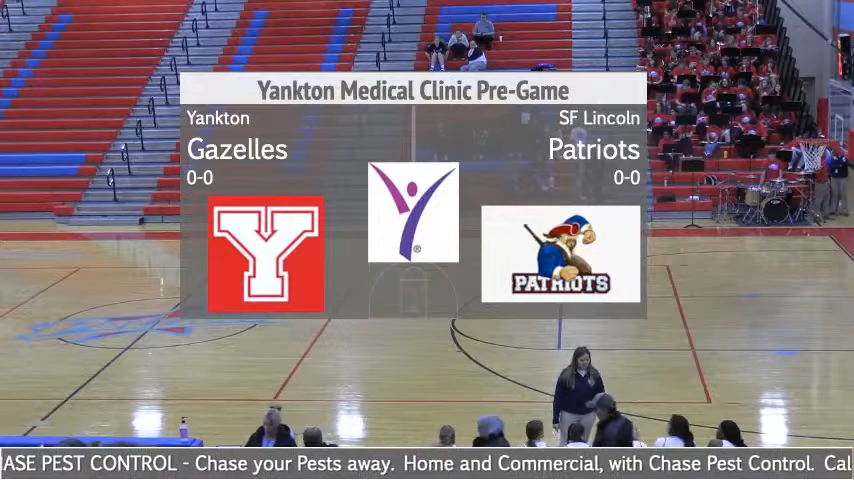 Yankton Medical Clinic Pre-Game
Yankton
SF Lincoln
Gazelles
Patriots
0-0
0-0
Y
®
PATRIOTS
ASE PEST CONTROL - Chase your Pests away. Home and Commercial, with Chase Pest Control. Cal